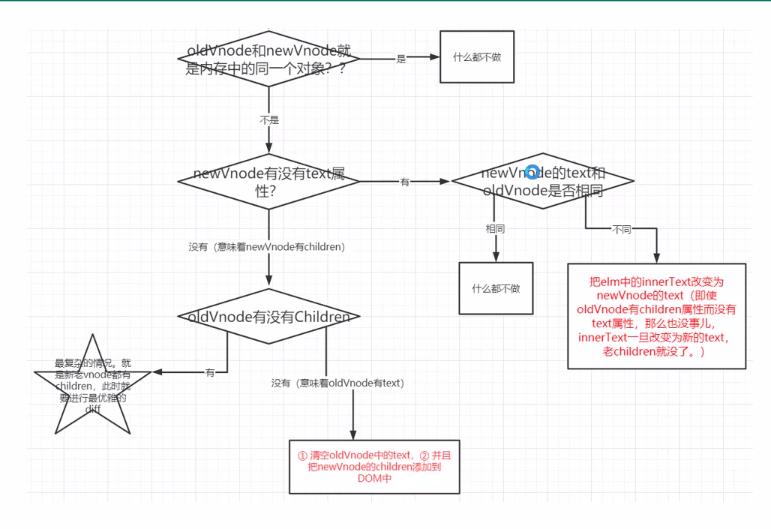 oldVnode和newVnode就
是内存中的同一个对象？？
是
什么都不做
不是
newVnode有没有text属
性？
有
newVnode的text和
oldVnode是否相同
相同
不同
没有（意味着newVnode有children）
什么都不做
把elm中的innerText改变为
newVnode的text（即使
oldVnode有children属性而没有
text属性，那么也没事儿，
innerText一旦改变为新的text，
老children就没了。）
oldVnode有没有Children
有
没有（意味着oldVnode有text）
最复杂的情况。就
是新老vnode都有
children，此时就
要进行最优雅的
diff
① 清空oldVnode中的text，② 并且
把newVnode的children添加到
DOM中